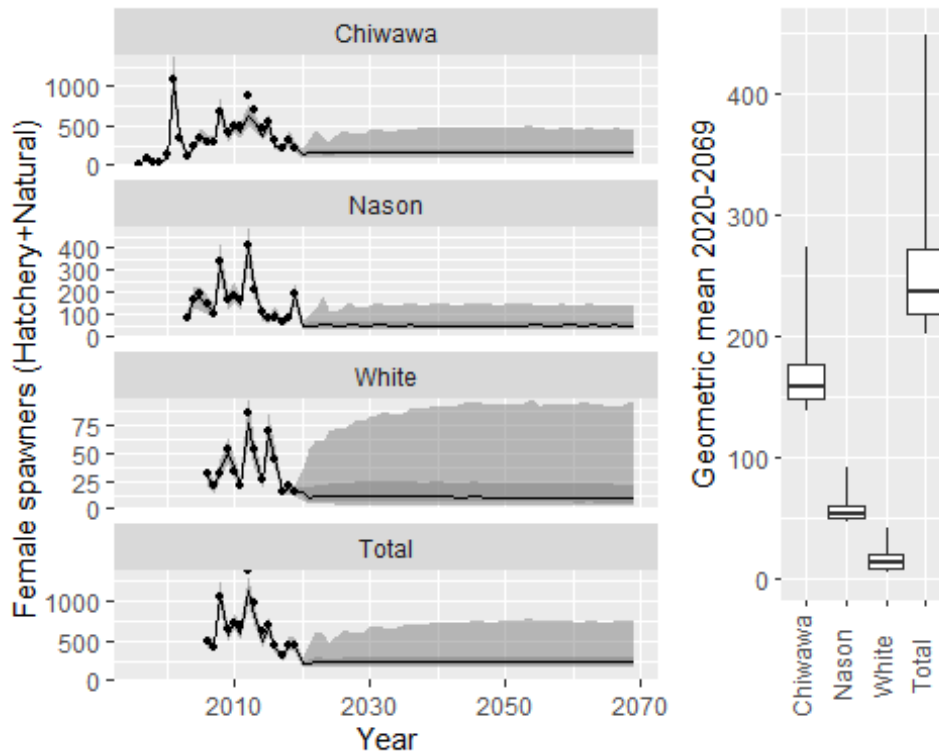 Female spawners (Hatchery+Natural)
Chiwawa
1000
500
0
Nason
400
300
200
100
0
White
75
50
25
0
Total
1000
500
0
2010 2030 2050 2070
Year
Geometric mean 2020-2069
400
300
200
100
0
Chiwawa
Nason
White
Total